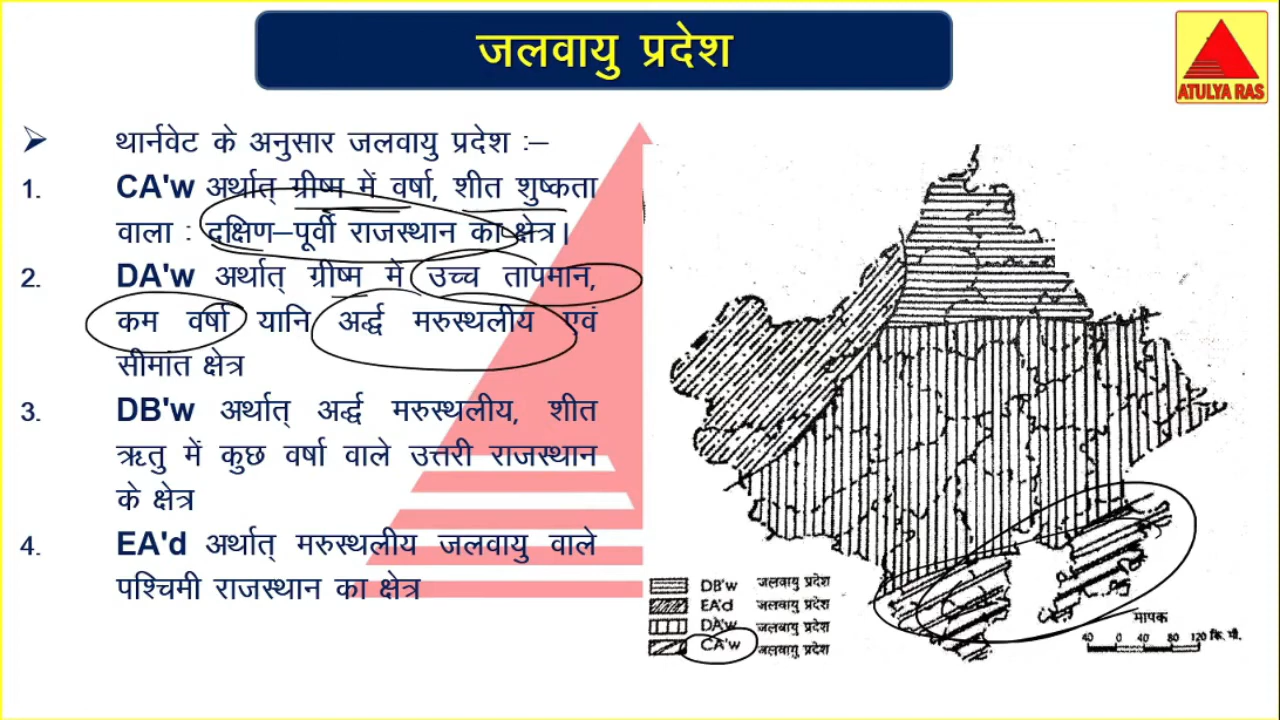 जलवायु प्रदेश
ATULYA RAS
थार्नवेट के अनुसार जलवायु प्रदेश :–
1. CA'w अर्थात् ग्रीष्म में वर्षा, शीत शुष्कता
वाला : दक्षिण–पूर्वी राजस्थान का क्षेत्र।
2. DA'w अर्थात् ग्रीष्म मे उच्च तापमान,
कम वर्षा यानि अर्द्ध मरुस्थलीय एवं
सीमांत क्षेत्र
3. DB'w अर्थात् अर्द्ध मरुस्थलीय, शीत
ऋतु में कुछ वर्षा वाले उत्तरी राजस्थान
के क्षेत्र
4. EA'd अर्थात् मरुस्थलीय जलवायु वाले
पश्चिमी राजस्थान का क्षेत्र
DB'w जलवायु प्रदेश
EA'd जलवायु प्रदेश
DA'w जलवायु प्रदेश
CA'w जलवायु प्रदेश
मापक
40 0 40 80 120 कि. मी.